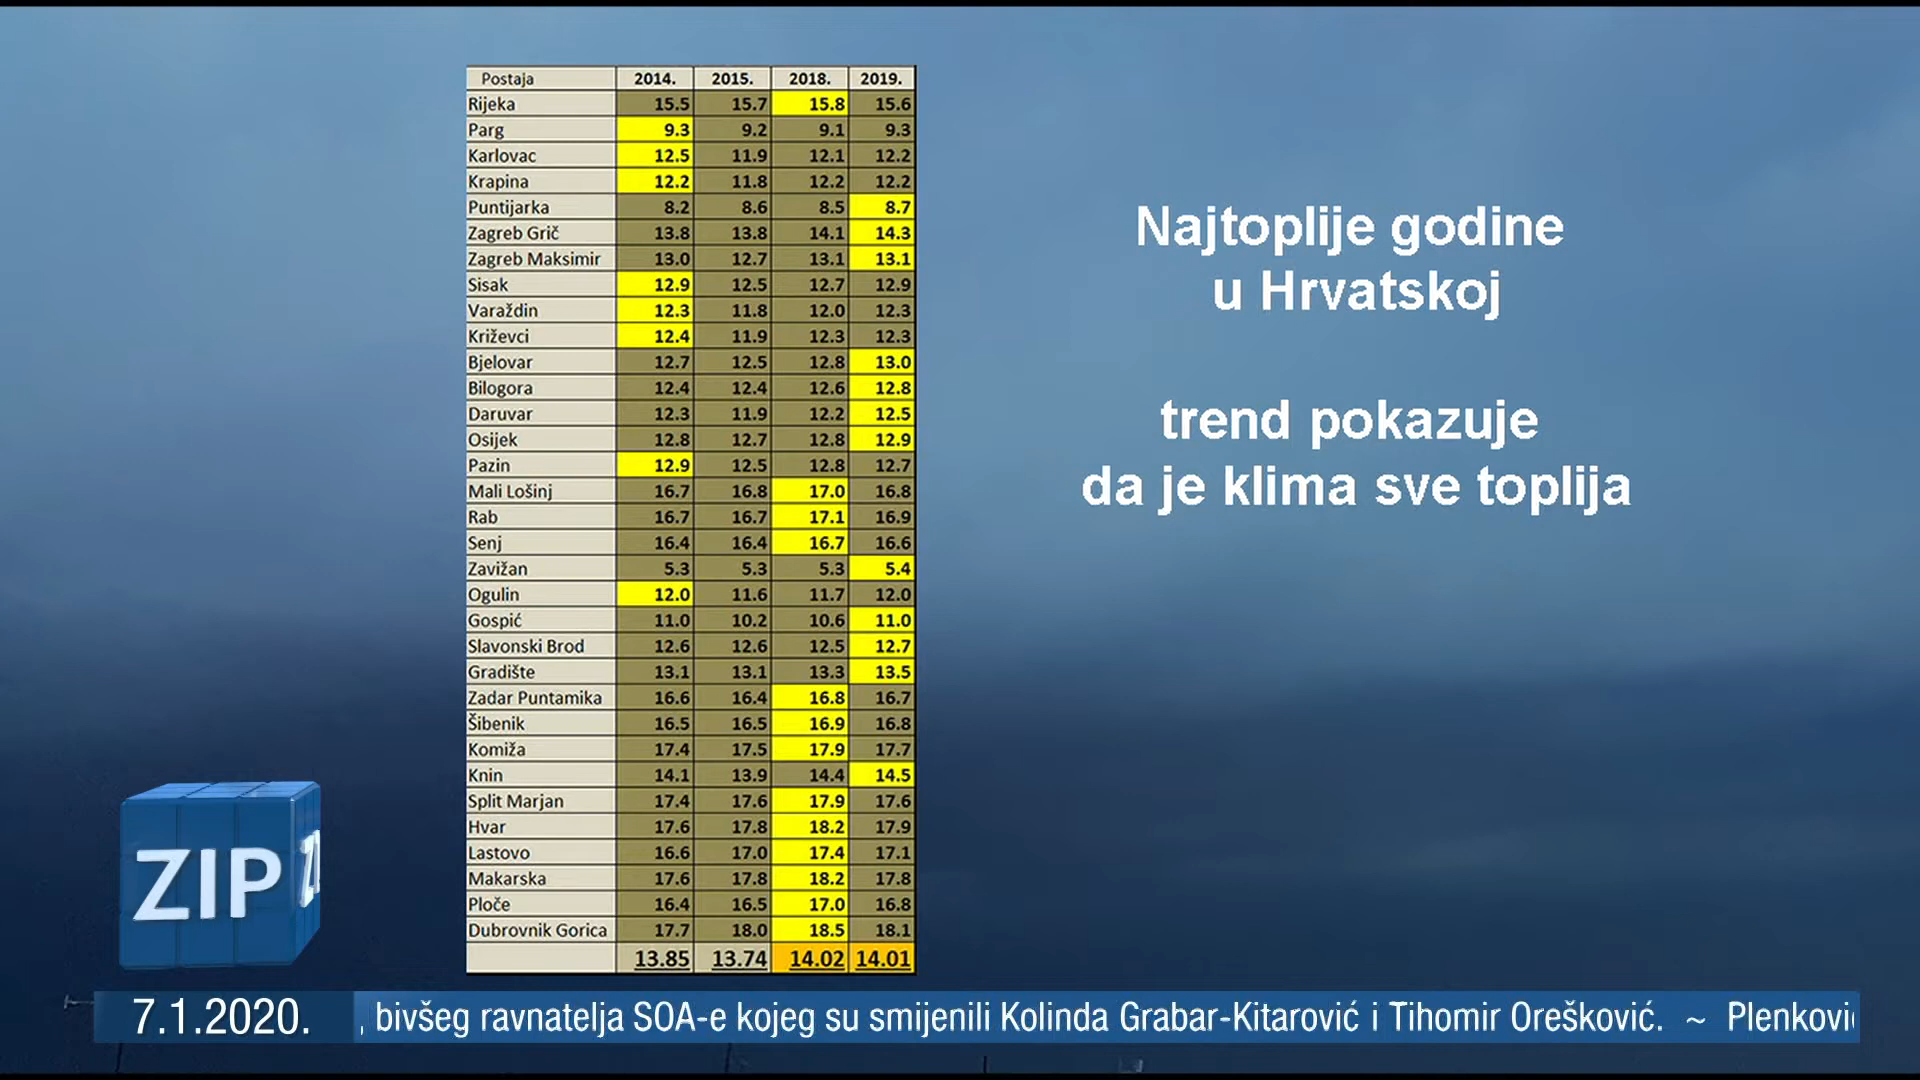 Postaja 2014. 2015. 2018. 2019.
Rijeka 15.5 15.7 15.8 15.6
Parg 9.3 9.2 9.1 9.3
Karlovac 12.5 11.9 12.1 12.2
Krapina 12.2 11.8 12.2 12.2
Puntijarka 8.2 8.6 8.5 8.7
Zagreb Grič 13.8 13.8 14.1 14.3
Zagreb Maksimir 13.0 12.7 13.1 13.1
Sisak 12.9 12.5 12.7 12.9
Varaždin 12.3 11.8 12.0 12.3
Križevci 12.4 11.9 12.3 12.3
Bjelovar 12.7 12.5 12.8 13.0
Bilogora 12.4 12.4 12.6 12.8
Daruvar 12.3 11.9 12.2 12.5
Osijek 12.8 12.7 12.8 12.9
Pazin 12.9 12.5 12.8 12.7
Mali Lošinj 16.7 16.8 17.0 16.8
Rab 16.7 16.7 17.1 16.9
Senj 16.4 16.4 16.7 16.6
Zavižan 5.3 5.3 5.3 5.4
Ogulin 12.0 11.6 11.7 12.0
Gospić 11.0 10.2 10.6 11.0
Slavonski Brod 12.6 12.6 12.5 12.7
Gradište 13.1 13.1 13.3 13.5
Zadar Puntamika 16.6 16.4 16.8 16.7
Šibenik 16.5 16.5 16.9 16.8
Komiža 17.4 17.5 17.9 17.7
Knin 14.1 13.9 14.4 14.5
Split Marjan 17.4 17.6 17.9 17.6
Hvar 17.6 17.8 18.2 17.9
Lastovo 16.6 17.0 17.4 17.1
Makarska 17.6 17.8 18.2 17.8
Ploče 16.4 16.5 17.0 16.8
Dubrovnik Gorica 17.7 18.0 18.5 18.1
13.85 13.74 14.02 14.01
Najtoplije godine
u Hrvatskoj
trend pokazuje
da je klima sve toplija
ZIP
7.1.2020.
, bivšeg ravnatelja SOA-e kojeg su smijenili Kolinda Grabar-Kitarović i Tihomir Orešković. ~ Plenkovi